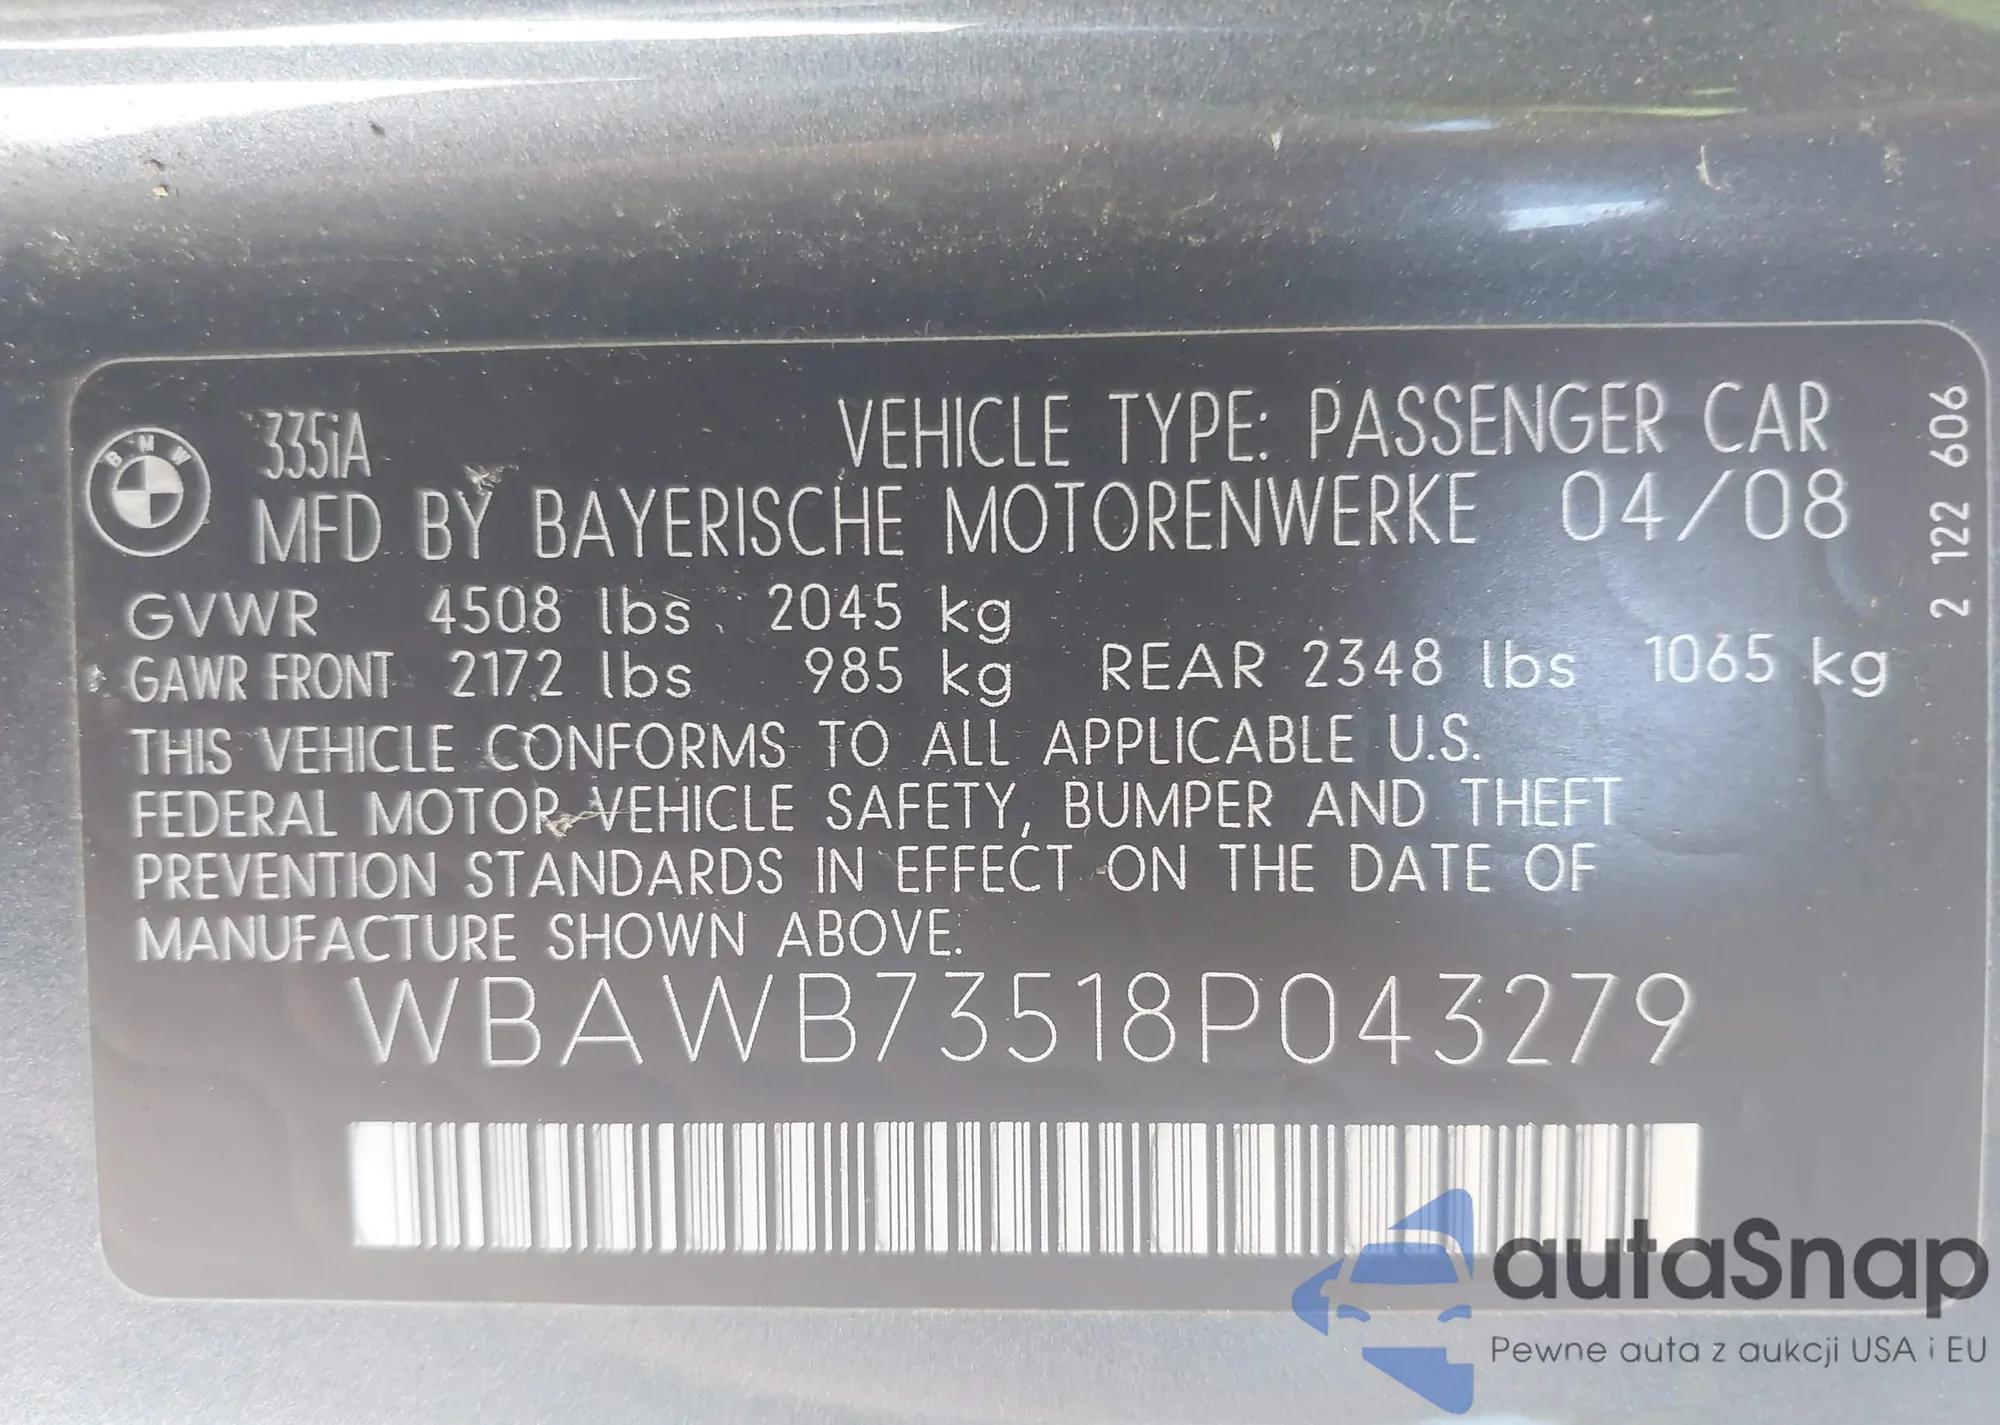 BMW
335iA
VEHICLE TYPE: PASSENGER CAR
MFD BY BAYERISCHE MOTORENWERKE 04/08
GVWR 4508 lbs 2045 kg
GAWR FRONT 2172 lbs 985 kg REAR 2348 lbs 1065 kg
THIS VEHICLE CONFORMS TO ALL APPLICABLE U.S.
FEDERAL MOTOR VEHICLE SAFETY, BUMPER AND THEFT
PREVENTION STANDARDS IN EFFECT ON THE DATE OF
MANUFACTURE SHOWN ABOVE.
WBAWB73518P043279
2 122 606
autaSnap
Pewne auta z aukcji USA i EU